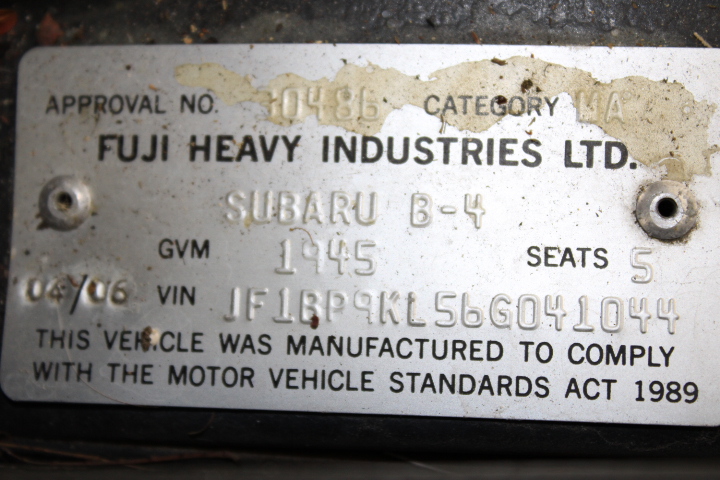 APPROVAL NO. 10486 CATEGORY MA
FUJI HEAVY INDUSTRIES LTD.
SUBARU B-4
GVM 1945 SEATS 5
04/06 VIN JF1BP9KL56G041044
THIS VEHICLE WAS MANUFACTURED TO COMPLY
WITH THE MOTOR VEHICLE STANDARDS ACT 1989